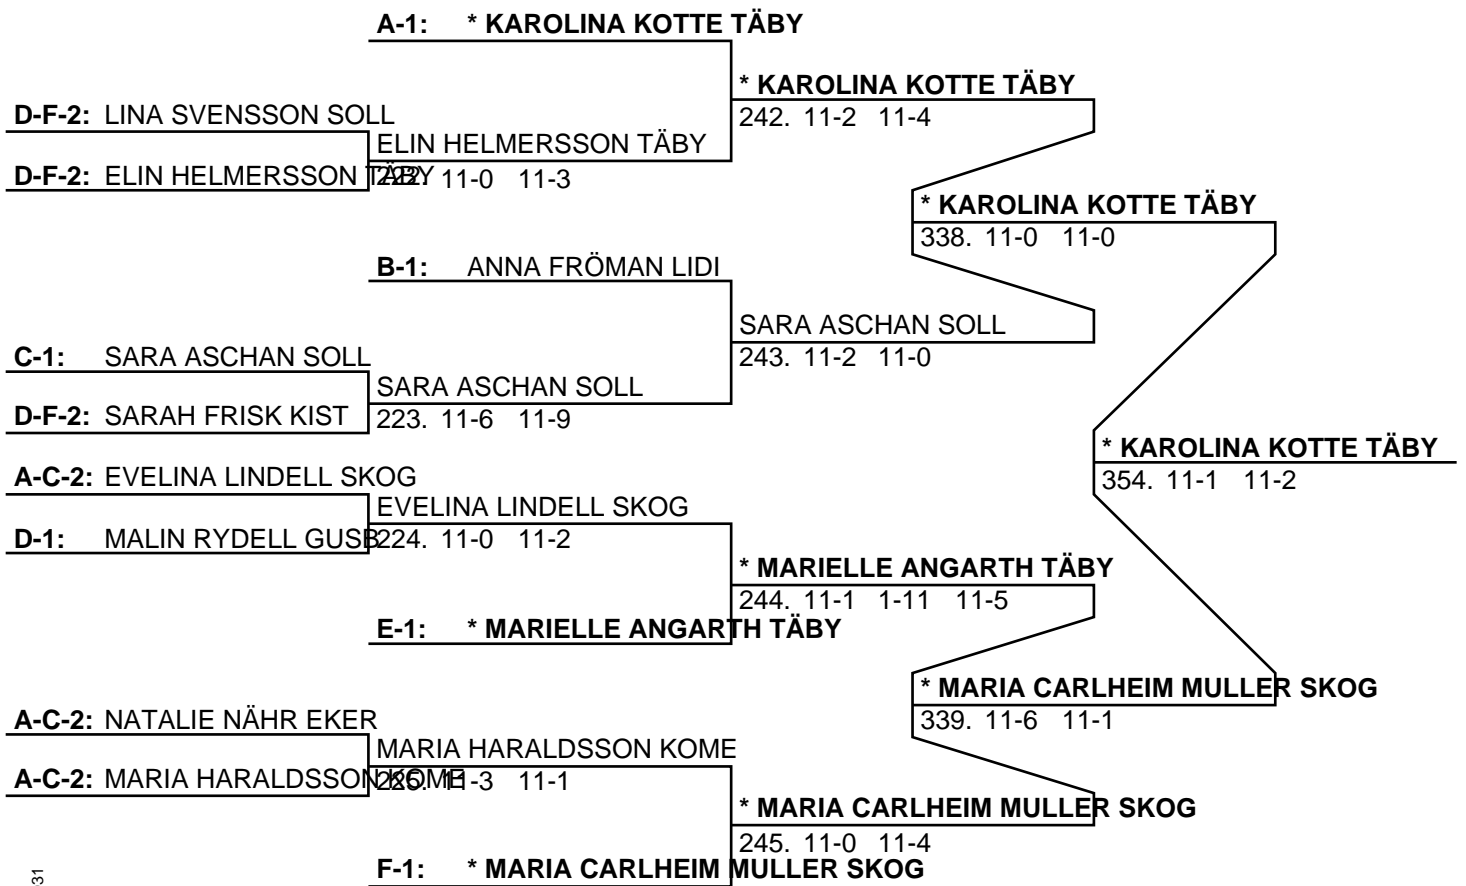 A-1: * KAROLINA KOTTE TÄBY
* KAROLINA KOTTE TÄBY
D-F-2: LINA SVENSSON SOLL
242. 11-2 11-4
ELIN HELMERSSON TÄBY
D-F-2: ELIN HELMERSSON TÄBY
222. 11-0 11-3
* KAROLINA KOTTE TÄBY
338. 11-0 11-0
B-1: ANNA FRÖMAN LIDI
SARA ASCHAN SOLL
243. 11-2 11-0
C-1: SARA ASCHAN SOLL
SARA ASCHAN SOLL
D-F-2: SARAH FRISK KIST
223. 11-6 11-9
* KAROLINA KOTTE TÄBY
354. 11-1 11-2
A-C-2: EVELINA LINDELL SKOG
EVELINA LINDELL SKOG
D-1: MALIN RYDELL GUSB
224. 11-0 11-2
* MARIELLE ANGARTH TÄBY
244. 11-1 1-11 11-5
E-1: * MARIELLE ANGARTH TÄBY
* MARIA CARLHEIM MULLER SKOG
339. 11-6 11-1
A-C-2: NATALIE NÄHR EKER
MARIA HARALDSSON KOME
A-C-2: MARIA HARALDSSON KOME
225. 11-3 11-1
* MARIA CARLHEIM MULLER SKOG
245. 11-0 11-4
F-1: * MARIA CARLHEIM MULLER SKOG
31